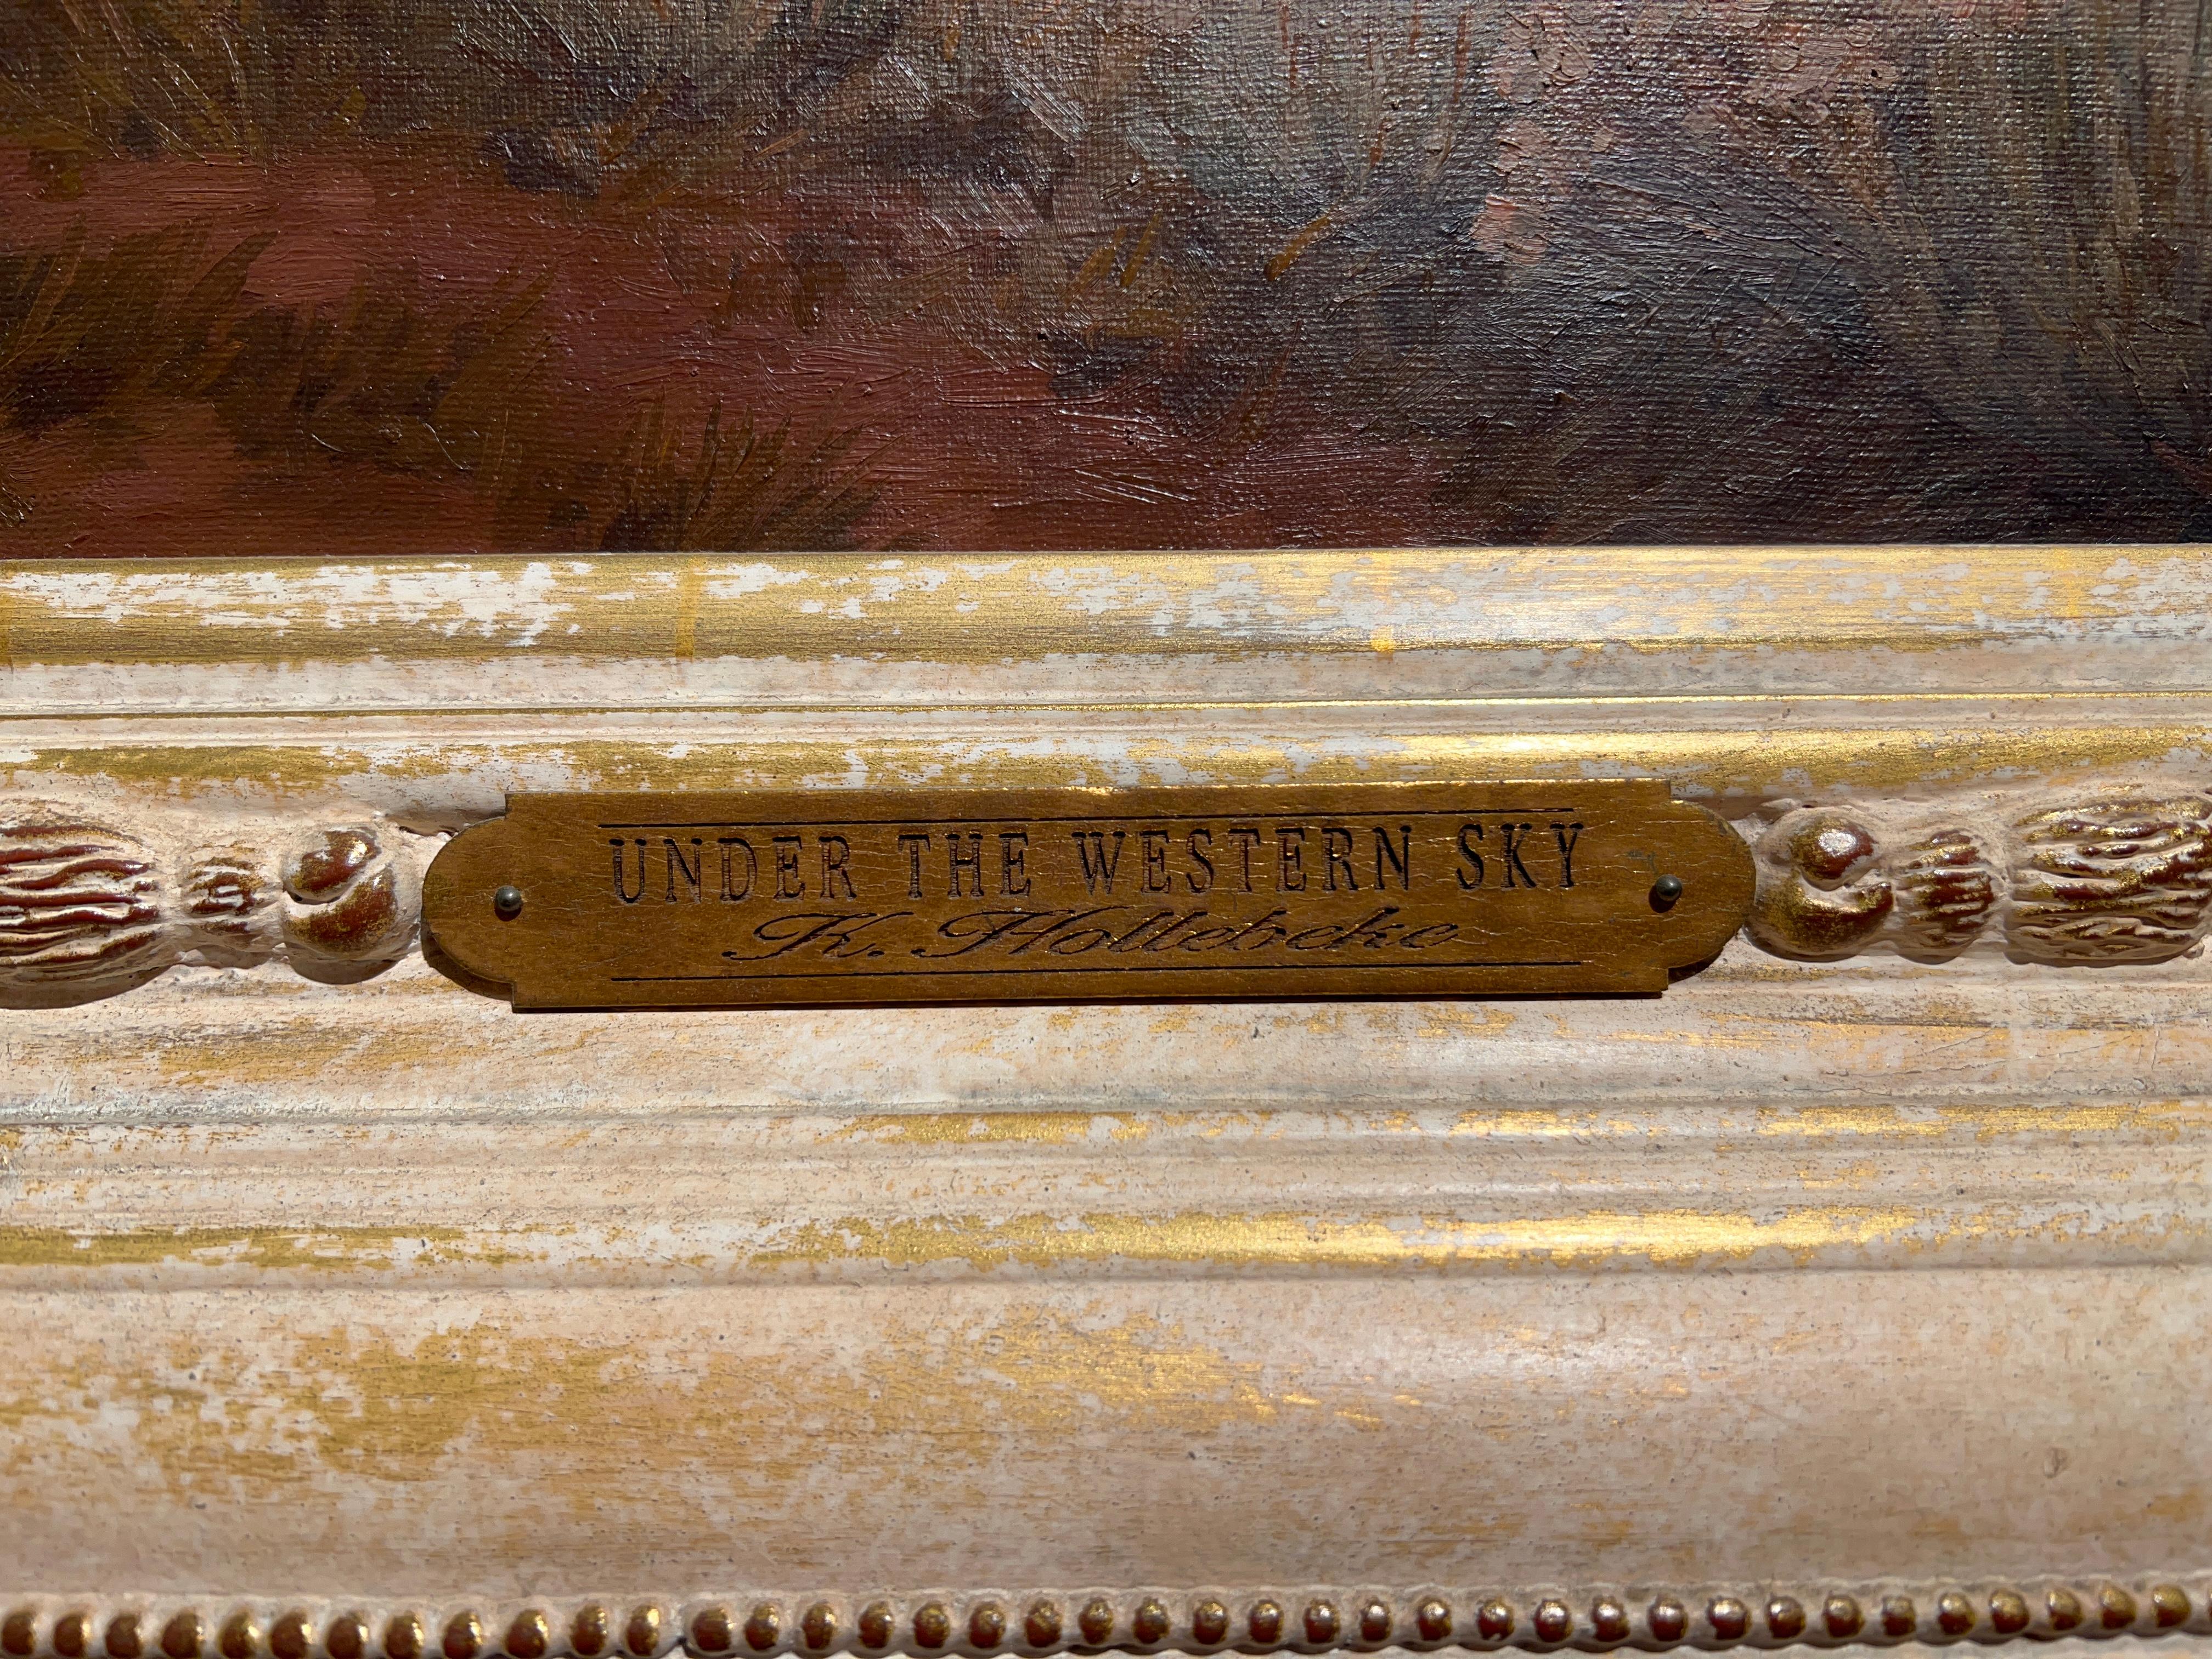 UNDER THE WESTERN SKY
K. Hollebeke